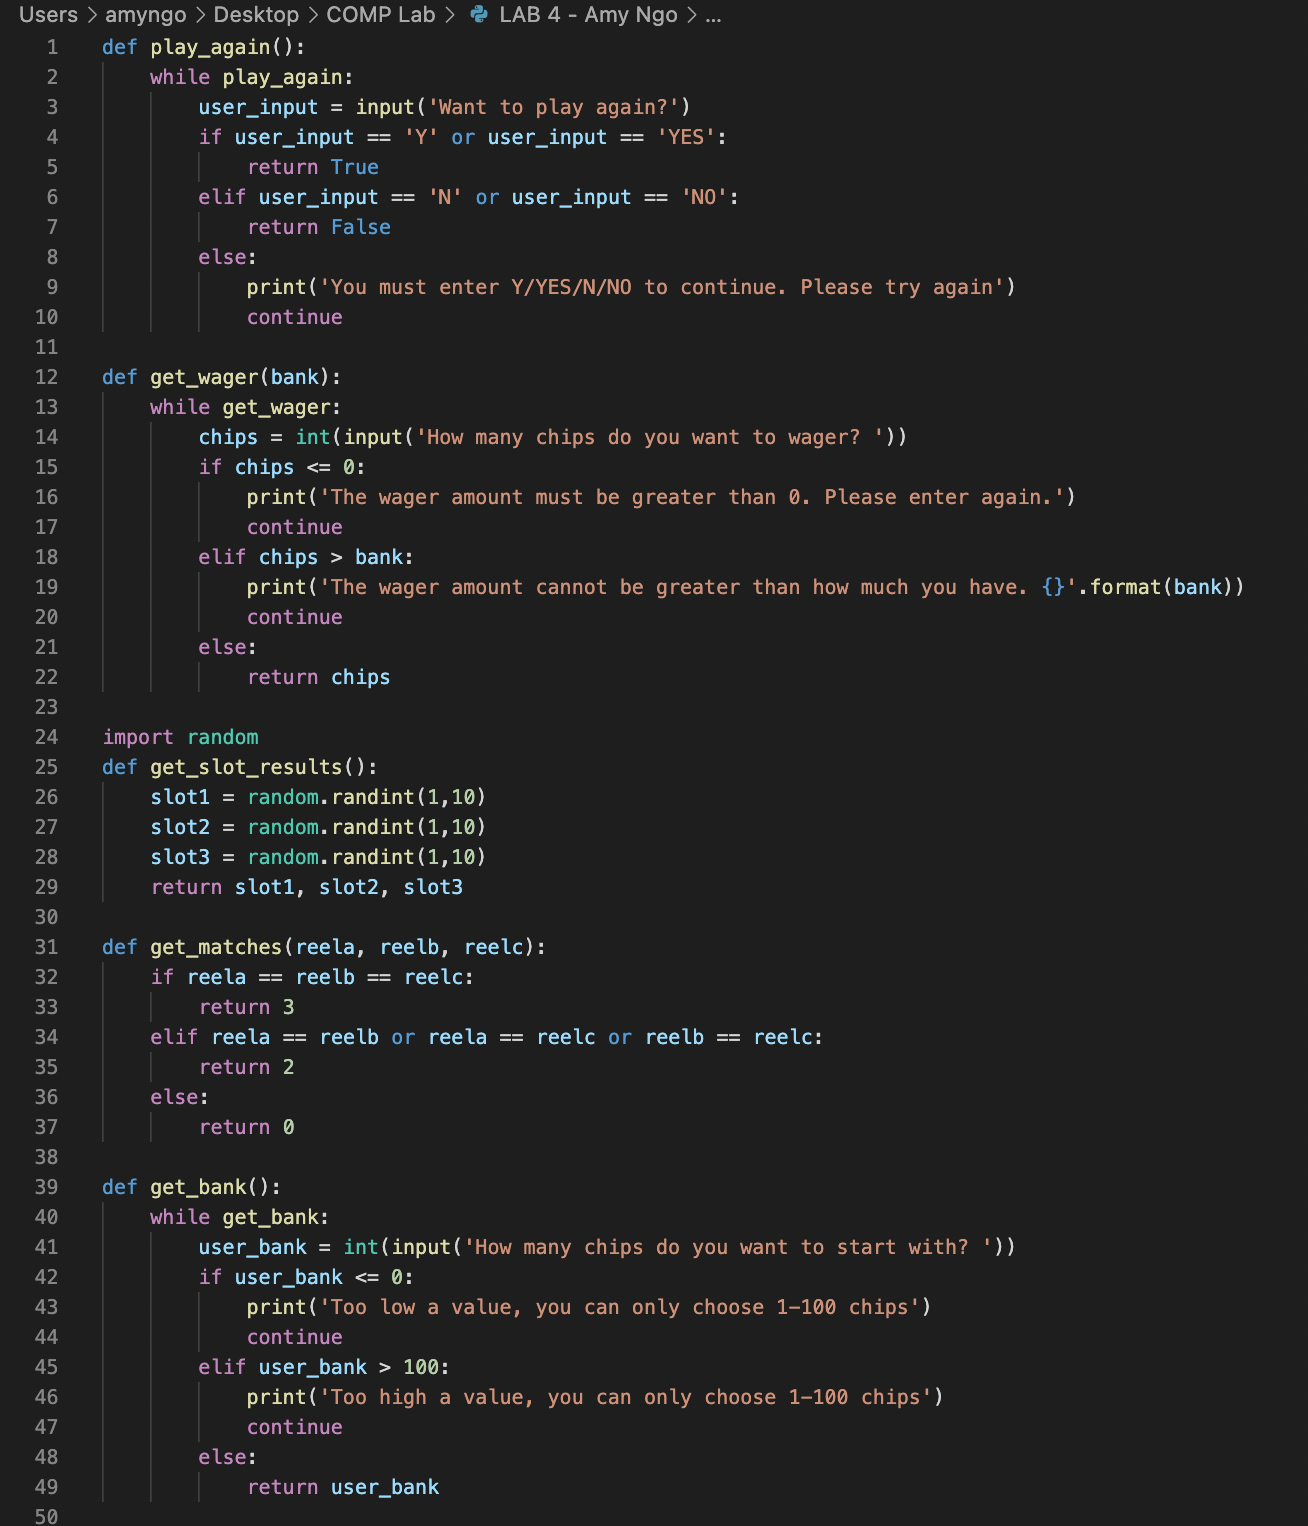 Users > amyngo > Desktop > COMP Lab > LAB 4 - Amy Ngo > ...
1 def play_again():
2     while play_again:
3         user_input = input('Want to play again?')
4         if user_input == 'Y' or user_input == 'YES':
5             return True
6         elif user_input == 'N' or user_input == 'NO':
7             return False
8         else:
9             print('You must enter Y/YES/N/NO to continue. Please try again')
10             continue
11
12 def get_wager(bank):
13     while get_wager:
14         chips = int(input('How many chips do you want to wager? '))
15         if chips <= 0:
16             print('The wager amount must be greater than 0. Please enter again.')
17             continue
18         elif chips > bank:
19             print('The wager amount cannot be greater than how much you have. {}'.format(bank))
20             continue
21         else:
22             return chips
23
24 import random
25 def get_slot_results():
26     slot1 = random.randint(1,10)
27     slot2 = random.randint(1,10)
28     slot3 = random.randint(1,10)
29     return slot1, slot2, slot3
30
31 def get_matches(reela, reelb, reelc):
32     if reela == reelb == reelc:
33         return 3
34     elif reela == reelb or reela == reelc or reelb == reelc:
35         return 2
36     else:
37         return 0
38
39 def get_bank():
40     while get_bank:
41         user_bank = int(input('How many chips do you want to start with? '))
42         if user_bank <= 0:
43             print('Too low a value, you can only choose 1-100 chips')
44             continue
45         elif user_bank > 100:
46             print('Too high a value, you can only choose 1-100 chips')
47             continue
48         else:
49             return user_bank
50